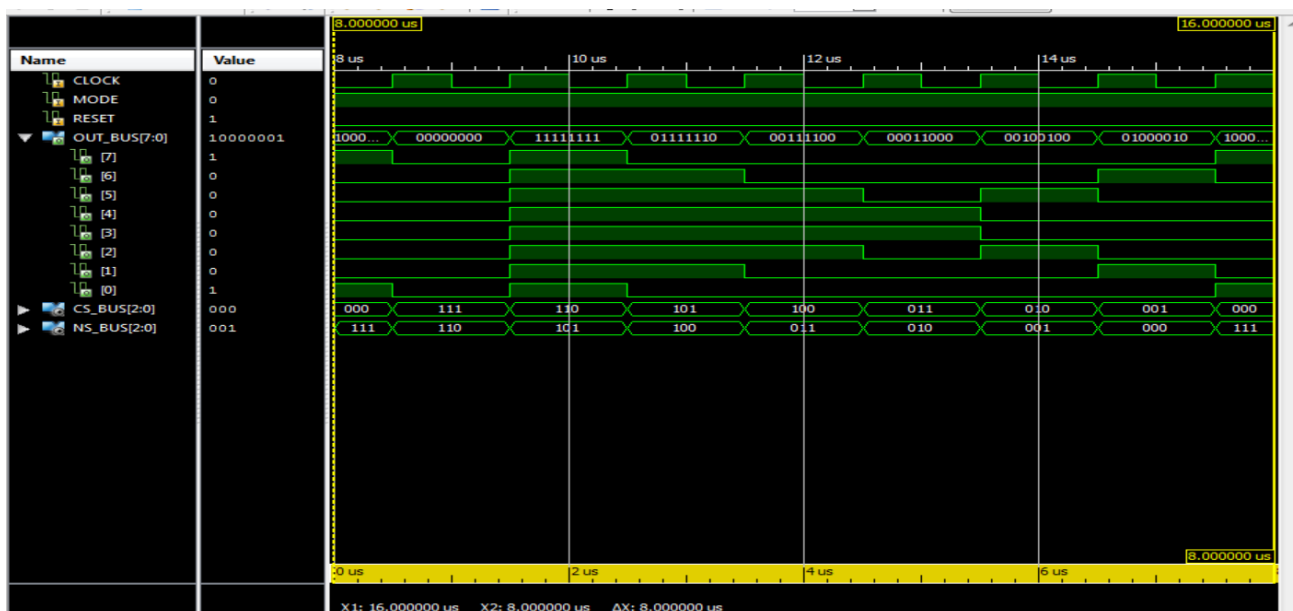 8.000000 us 16.000000 us
Name Value 8 us 10 us 12 us 14 us
CLOCK 0
MODE 0
RESET 1
OUT_BUS[7:0] 10000001 1000... 00000000 11111111 01111110 00111100 00011000 00100100 01000010 1000...
[7] 1
[6] 0
[5] 0
[4] 0
[3] 0
[2] 0
[1] 0
[0] 1
CS_BUS[2:0] 000 000 111 110 101 100 011 010 001 000
NS_BUS[2:0] 001 111 110 101 100 011 010 001 000 111
8.000000 us
0 us 2 us 4 us 6 us
X1: 16.000000 us X2: 8.000000 us ΔX: 8.000000 us